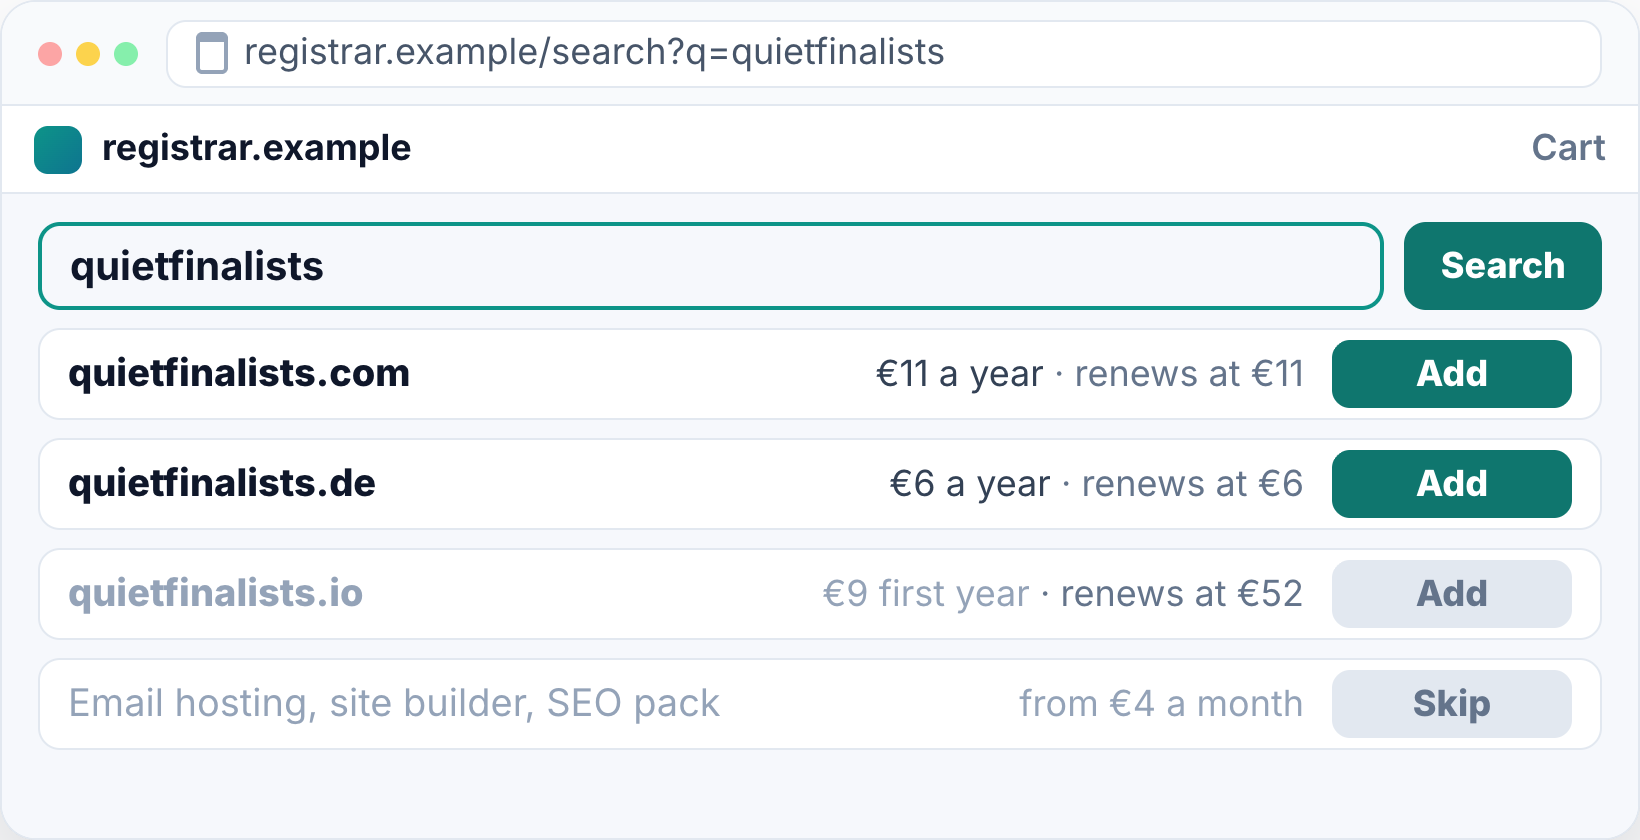 registrar.example/search?q=quietfinalists
registrar.example
Cart
quietfinalists
Search
quietfinalists.com
€11 a year · renews at €11
Add
quietfinalists.de
€6 a year · renews at €6
Add
quietfinalists.io
€9 first year · renews at €52
Add
Email hosting, site builder, SEO pack
from €4 a month
Skip